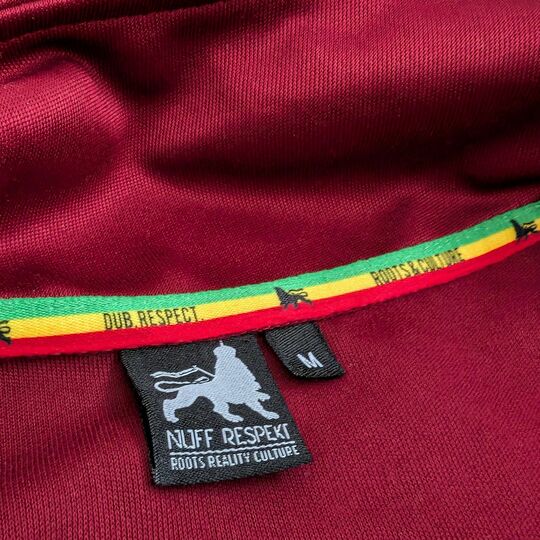 DUB RESPECT
ROOTS & CULTURE
M
NUFF RESPEKT
ROOTS REALITY CULTURE